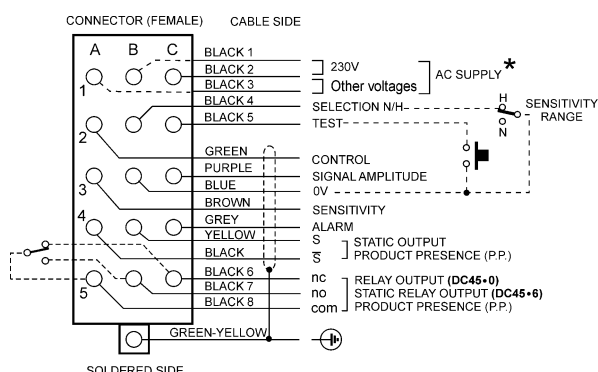 CONNECTOR (FEMALE) CABLE SIDE
A B C
BLACK 1
BLACK 2 230V
BLACK 3 Other voltages AC SUPPLY *
1
BLACK 4 SELECTION N/H H SENSITIVITY RANGE
BLACK 5 TEST N
2
GREEN CONTROL
PURPLE SIGNAL AMPLITUDE
BLUE 0V
3
BROWN SENSITIVITY
GREY ALARM
4
YELLOW S STATIC OUTPUT
BLACK S̅ PRODUCT PRESENCE (P.P.)
BLACK 6 nc RELAY OUTPUT (DC45•0)
BLACK 7 no STATIC RELAY OUTPUT (DC45•6)
5
BLACK 8 com PRODUCT PRESENCE (P.P.)
GREEN-YELLOW
SOLDERED SIDE